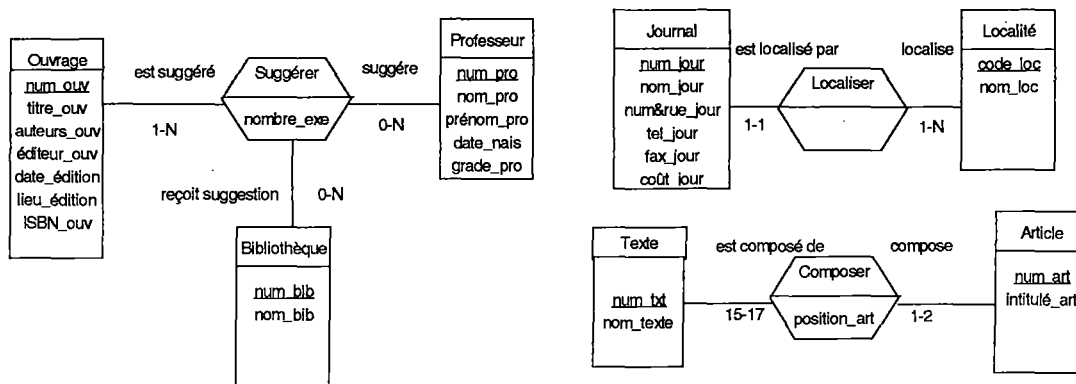 Ouvrage
num_ouv
titre_ouv
auteurs_ouv
éditeur_ouv
date_édition
lieu_édition
ISBN_ouv
est suggéré
1-N
Suggérer
nombre_exe
suggére
0-N
Professeur
num_pro
nom_pro
prénom_pro
date_nais
grade_pro
reçoit suggestion
0-N
Bibliothèque
num_bib
nom_bib
Journal
num_jour
nom_jour
num&rue_jour
tel_jour
fax_jour
coût_jour
est localisé par
1-1
Localiser
localise
1-N
Localité
code_loc
nom_loc
Texte
num_txt
nom_texte
est composé de
15-17
Composer
position_art
compose
1-2
Article
num_art
intitulé_art